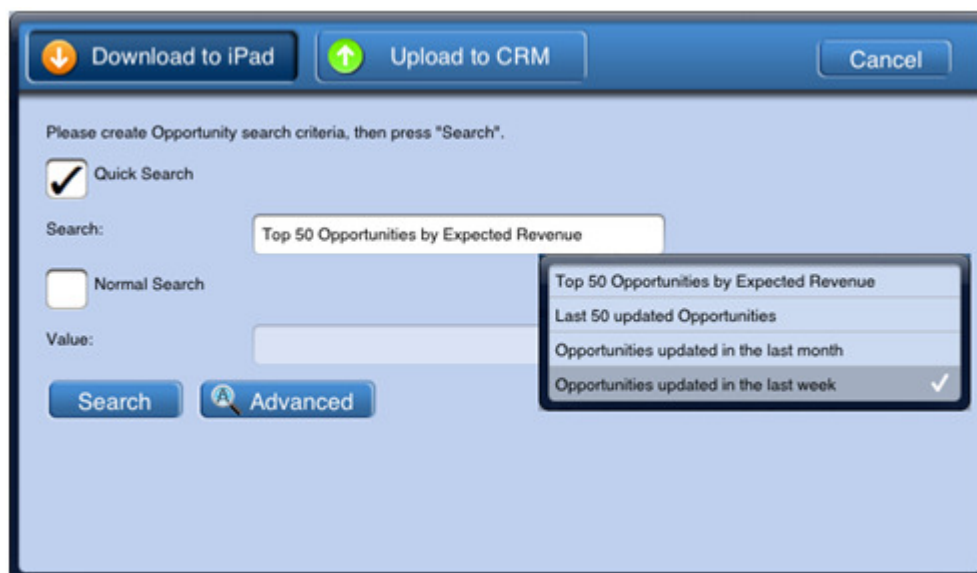 Download to iPad
Upload to CRM
Cancel
Please create Opportunity search criteria, then press "Search".
Quick Search
Search:
Top 50 Opportunities by Expected Revenue
Normal Search
Top 50 Opportunities by Expected Revenue
Last 50 updated Opportunities
Opportunities updated in the last month
Opportunities updated in the last week
Value:
Search
Advanced